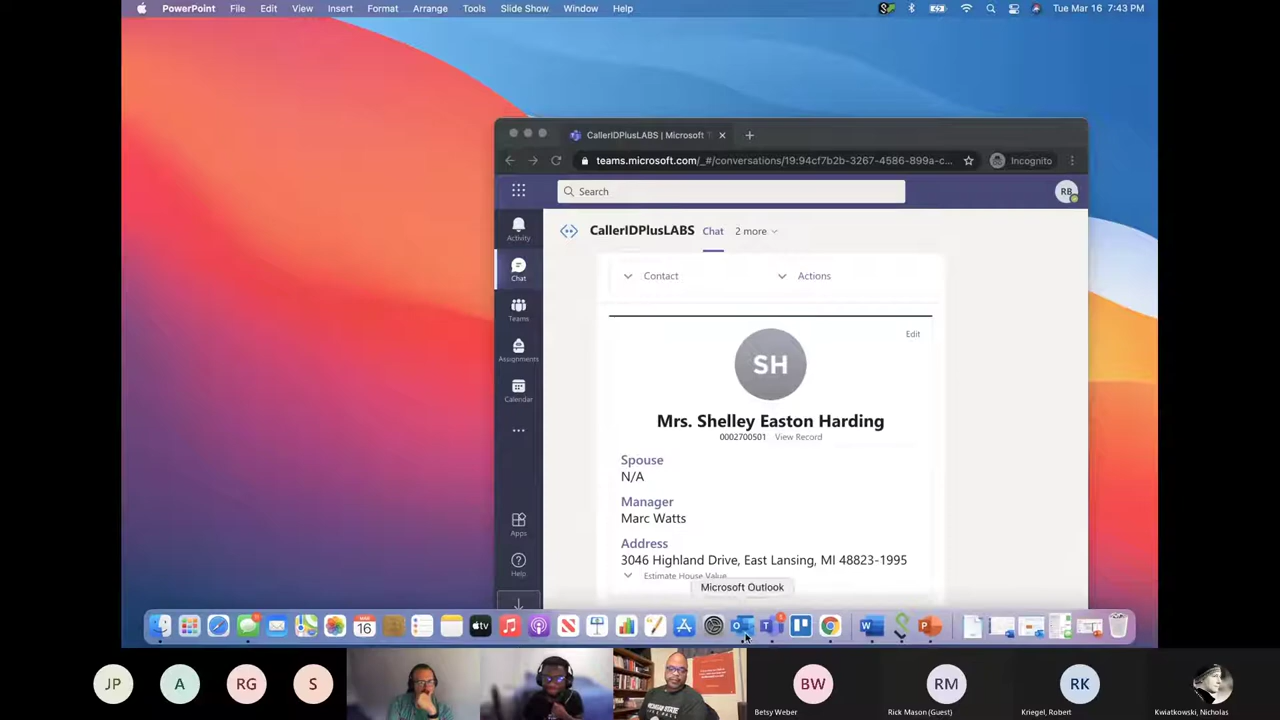 PowerPoint File Edit View Insert Format Arrange Tools Slide Show Window Help Tue Mar 16 7:43 PM
CallerIDPlusLABS | Microsoft T
teams.microsoft.com/_#/conversations/19:94cf7b2b-3267-4586-899a-c... Incognito
Search RB
Activity
CallerIDPlusLABS Chat 2 more
Chat
Contact Actions
Teams
Edit
Assignments
SH
Calendar
Mrs. Shelley Easton Harding
0002700501 View Record
Spouse
N/A
Manager
Marc Watts
Apps
Address
3046 Highland Drive, East Lansing, MI 48823-1995
Help
Estimate House Value
Microsoft Outlook
MAR
16
tv
JP A RG S BW RM RK
MICHIGAN STATE
Betsy Weber Rick Mason (Guest) Kriegel, Robert Kwiatkowski, Nicholas